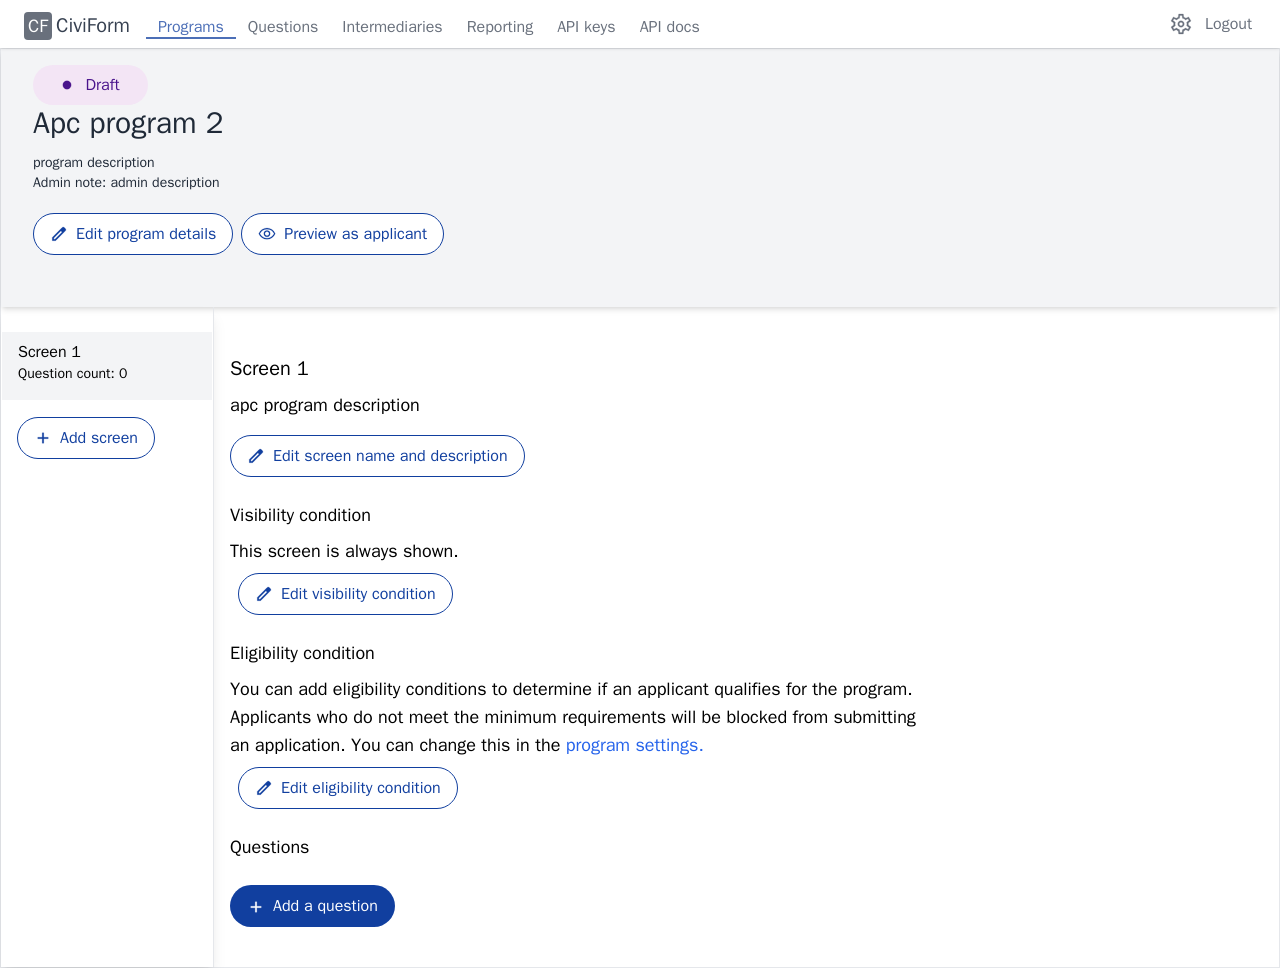 CF CiviForm Programs Questions Intermediaries Reporting API keys API docs Logout
Draft
Apc program 2
program description
Admin note: admin description
Edit program details Preview as applicant
Screen 1
Question count: 0
Add screen
Screen 1
apc program description
Edit screen name and description
Visibility condition
This screen is always shown.
Edit visibility condition
Eligibility condition
You can add eligibility conditions to determine if an applicant qualifies for the program.
Applicants who do not meet the minimum requirements will be blocked from submitting
an application. You can change this in the program settings.
Edit eligibility condition
Questions
Add a question